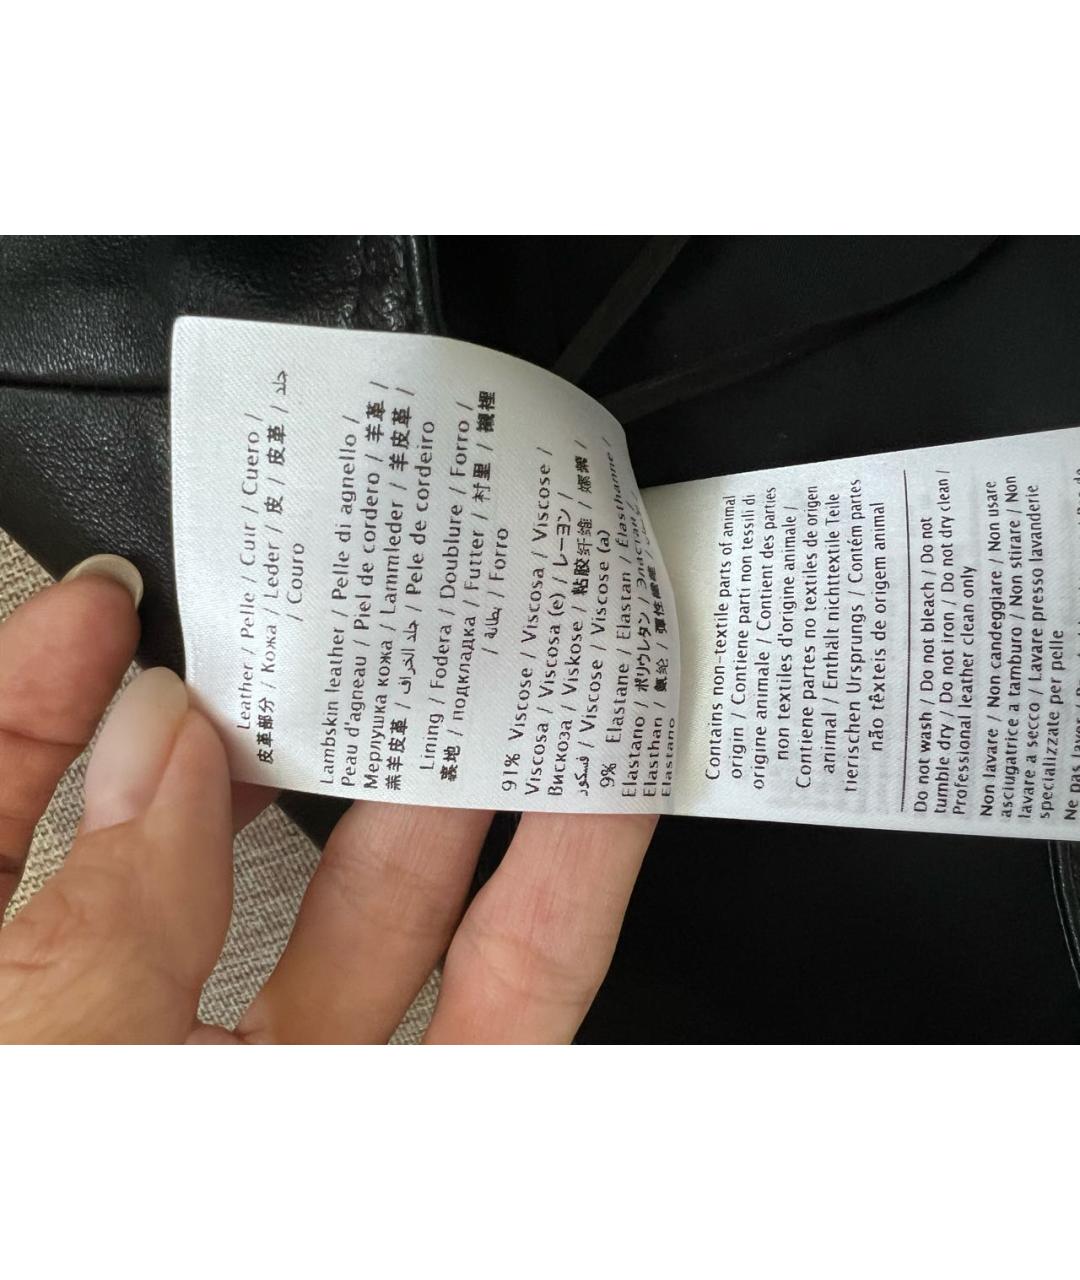 Leather / Pelle / Cuir / Cuero /
皮革部分 / Кожа / Leder / 皮 / 皮革 / جلد
/ Couro
Lambskin leather / Pelle di agnello /
Peau d'agneau / Piel de cordero / 羊革 /
Мерлушка кожа / Lammleder / 羊皮革 /
羔羊皮革 / جلد الخراف / Pele de cordeiro
Lining / Fodera / Doublure / Forro /
裏地 / подкладка / Futter / 衬里 / 襯裡
/ بطانة / Forro
91% Viscose / Viscosa / Viscose /
Viscosa / Viscosa (e) / レーヨン /
Вискоза / Viskose / 粘胶纤维 / 嫘縈 /
فسكوز / Viscose / Viscose (a)
9% Elastane / Elastan / Élasthanne /
Elastano / ポリウレタン / Эластан /
Elasthan / 氨纶 / 彈性纖維 /
Elastano
Contains non-textile parts of animal
origin / Contiene parti non tessili di
origine animale / Contient des parties
non textiles d'origine animale /
Contiene partes no textiles de origen
animal / Enthält nichttextile Teile
tierischen Ursprungs / Contém partes
não têxteis de origem animal
Do not wash / Do not bleach / Do not
tumble dry / Do not iron / Do not dry clean /
Professional leather clean only
Non lavare / Non candeggiare / Non usare
asciugatrice a tamburo / Non stirare / Non
lavare a secco / Lavare presso lavanderie
specializzate per pelle
Ne pas laver